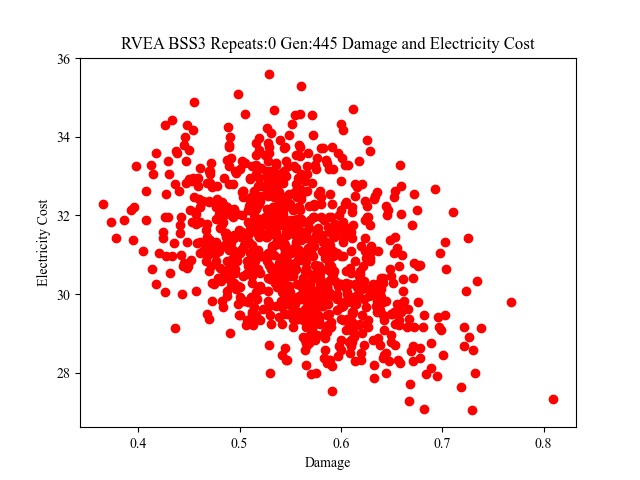 RVEA BSS3 Repeats:0 Gen:445 Damage and Electricity Cost
36
34
32
30
28
Electricity Cost
0.4 0.5 0.6 0.7 0.8
Damage